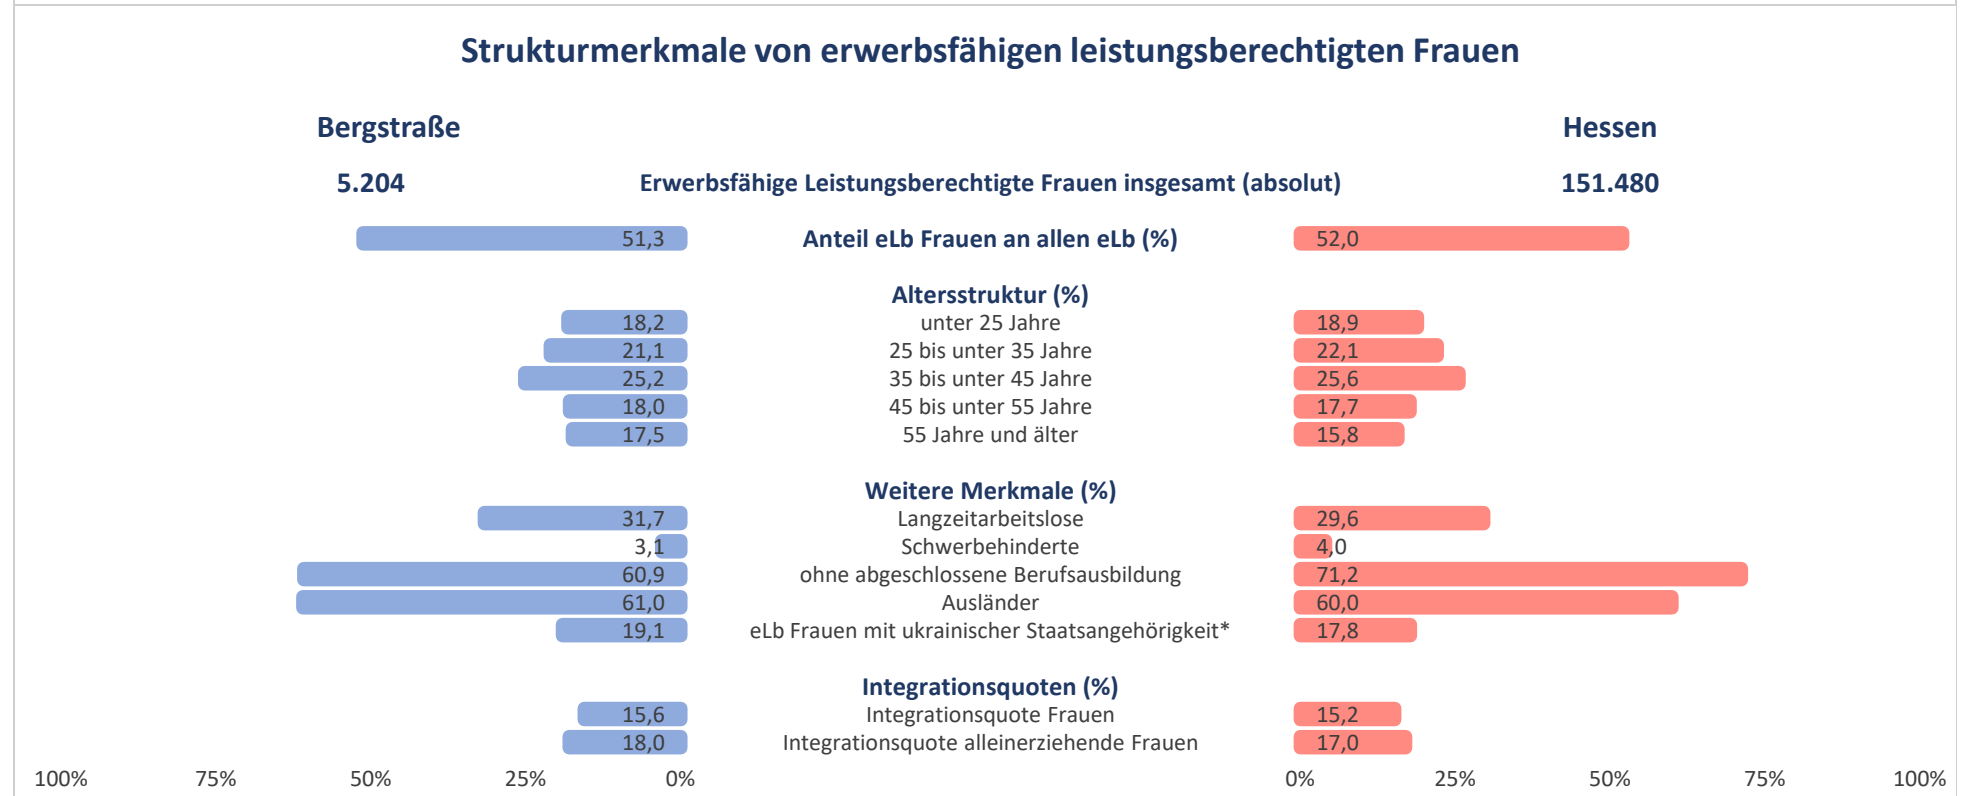 Strukturmerkmale von erwerbsfähigen leistungsberechtigten Frauen
Bergstraße Hessen
5.204 Erwerbsfähige Leistungsberechtigte Frauen insgesamt (absolut) 151.480
51,3 Anteil eLb Frauen an allen eLb (%) 52,0
Altersstruktur (%)
18,2 unter 25 Jahre 18,9
21,1 25 bis unter 35 Jahre 22,1
25,2 35 bis unter 45 Jahre 25,6
18,0 45 bis unter 55 Jahre 17,7
17,5 55 Jahre und älter 15,8
Weitere Merkmale (%)
31,7 Langzeitarbeitslose 29,6
3,1 Schwerbehinderte 4,0
60,9 ohne abgeschlossene Berufsausbildung 71,2
61,0 Ausländer 60,0
19,1 eLb Frauen mit ukrainischer Staatsangehörigkeit* 17,8
Integrationsquoten (%)
15,6 Integrationsquote Frauen 15,2
18,0 Integrationsquote alleinerziehende Frauen 17,0
100% 75% 50% 25% 0% 0% 25% 50% 75% 100%